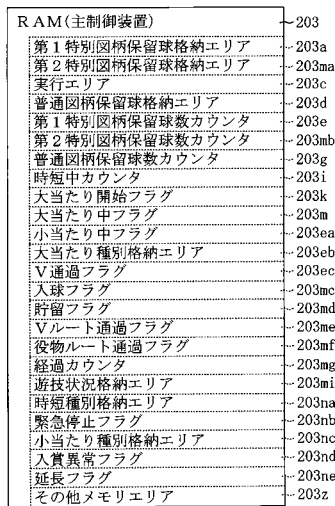 RAM(主制御装置) 203
第1特別図柄保留球格納エリア 203a
第2特別図柄保留球格納エリア 203ma
実行エリア 203c
普通図柄保留球格納エリア 203d
第1特別図柄保留球数カウンタ 203e
第2特別図柄保留球数カウンタ 203mb
普通図柄保留球数カウンタ 203g
時短中カウンタ 203i
大当たり開始フラグ 203k
大当たり中フラグ 203m
小当たり中フラグ 203ea
大当たり種別格納エリア 203eb
V通過フラグ 203ec
入球フラグ 203mc
貯留フラグ 203md
Vルート通過フラグ 203me
役物ルート通過フラグ 203mf
経過カウンタ 203mg
遊技状況格納エリア 203mi
時短種別格納エリア 203na
緊急停止フラグ 203nb
小当たり種別格納エリア 203nc
入賞異常フラグ 203nd
延長フラグ 203ne
その他メモリエリア 203z